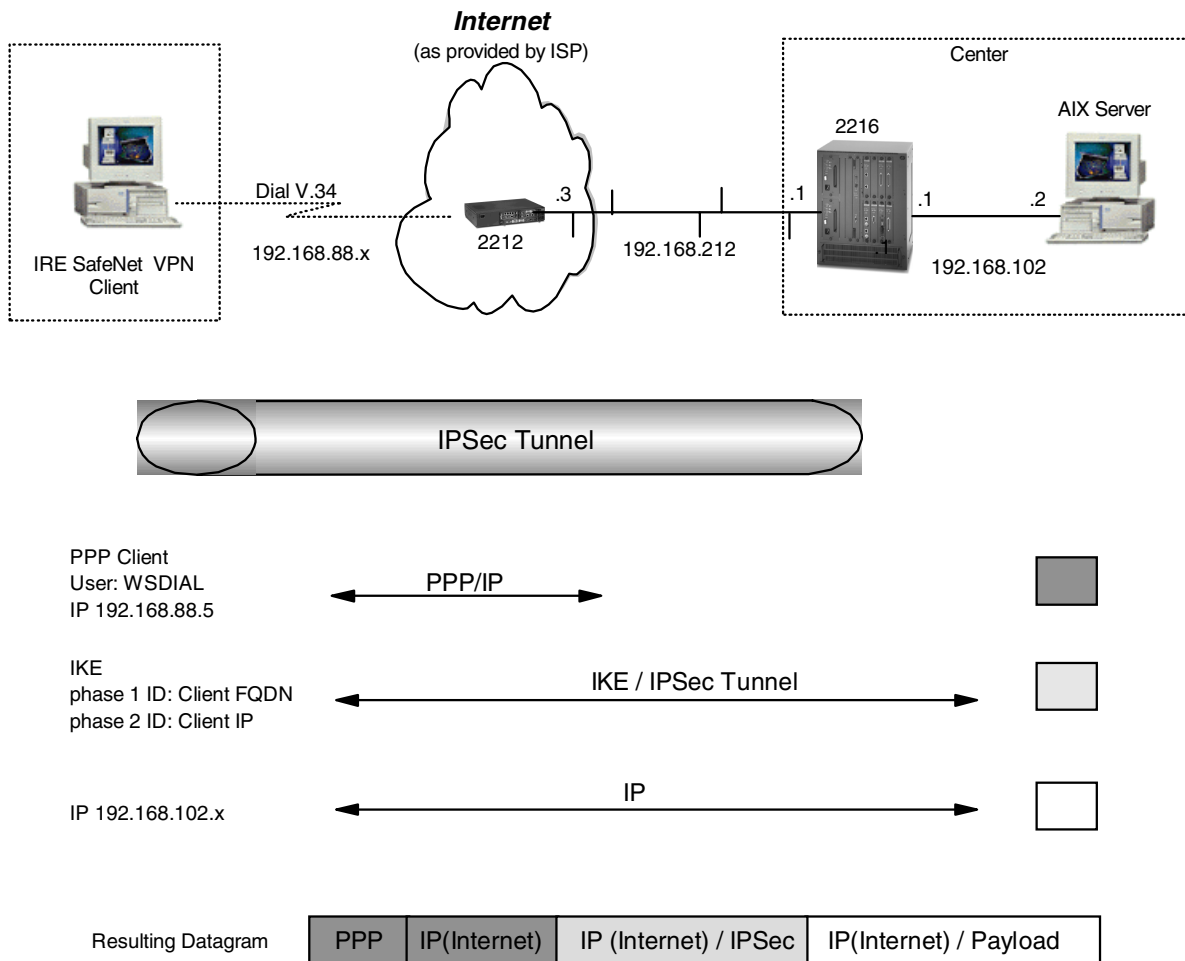 Internet
(as provided by ISP)
Center
AIX Server
2216
Dial V.34
.3
.1
.1
.2
2212
192.168.88.x
192.168.212
192.168.102
IRE SafeNet VPN
Client
IPSec Tunnel
PPP Client
User: WSDIAL
IP 192.168.88.5
PPP/IP
IKE
phase 1 ID: Client FQDN
phase 2 ID: Client IP
IKE / IPSec Tunnel
IP 192.168.102.x
IP
Resulting Datagram
PPP
IP(Internet)
IP (Internet) / IPSec
IP(Internet) / Payload